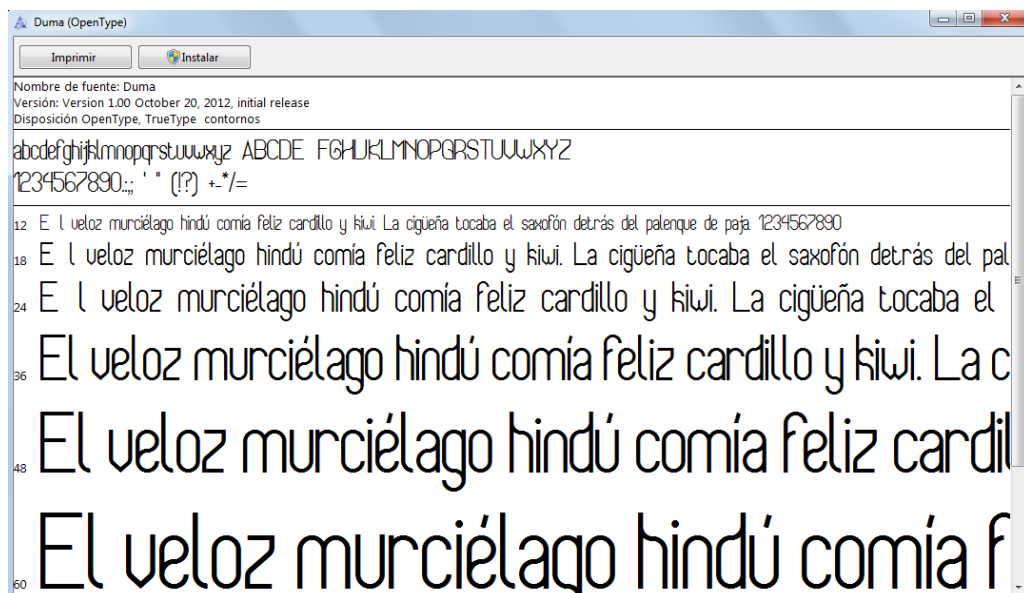 Duma (OpenType)
Imprimir Instalar
Nombre de fuente: Duma
Versión: Version 1.00 October 20, 2012, initial release
Disposición OpenType, TrueType contornos
abcdefghijklmnopqrstuvwxyz ABCDE FGHIJKLMNOPQRSTUVWXYZ
1234567890.:,; ' " (!?) +-*/=
12 E l veloz murciélago hindú comía feliz cardillo y kiwi. La cigüeña tocaba el saxofón detrás del palenque de paja. 1234567890
18 E l veloz murciélago hindú comía feliz cardillo y kiwi. La cigüeña tocaba el saxofón detrás del pal
24 E l veloz murciélago hindú comía feliz cardillo y kiwi. La cigüeña tocaba el
36 El veloz murciélago hindú comía feliz cardillo y kiwi. La c
48 El veloz murciélago hindú comía feliz cardil
60 El veloz murciélago hindú comía f